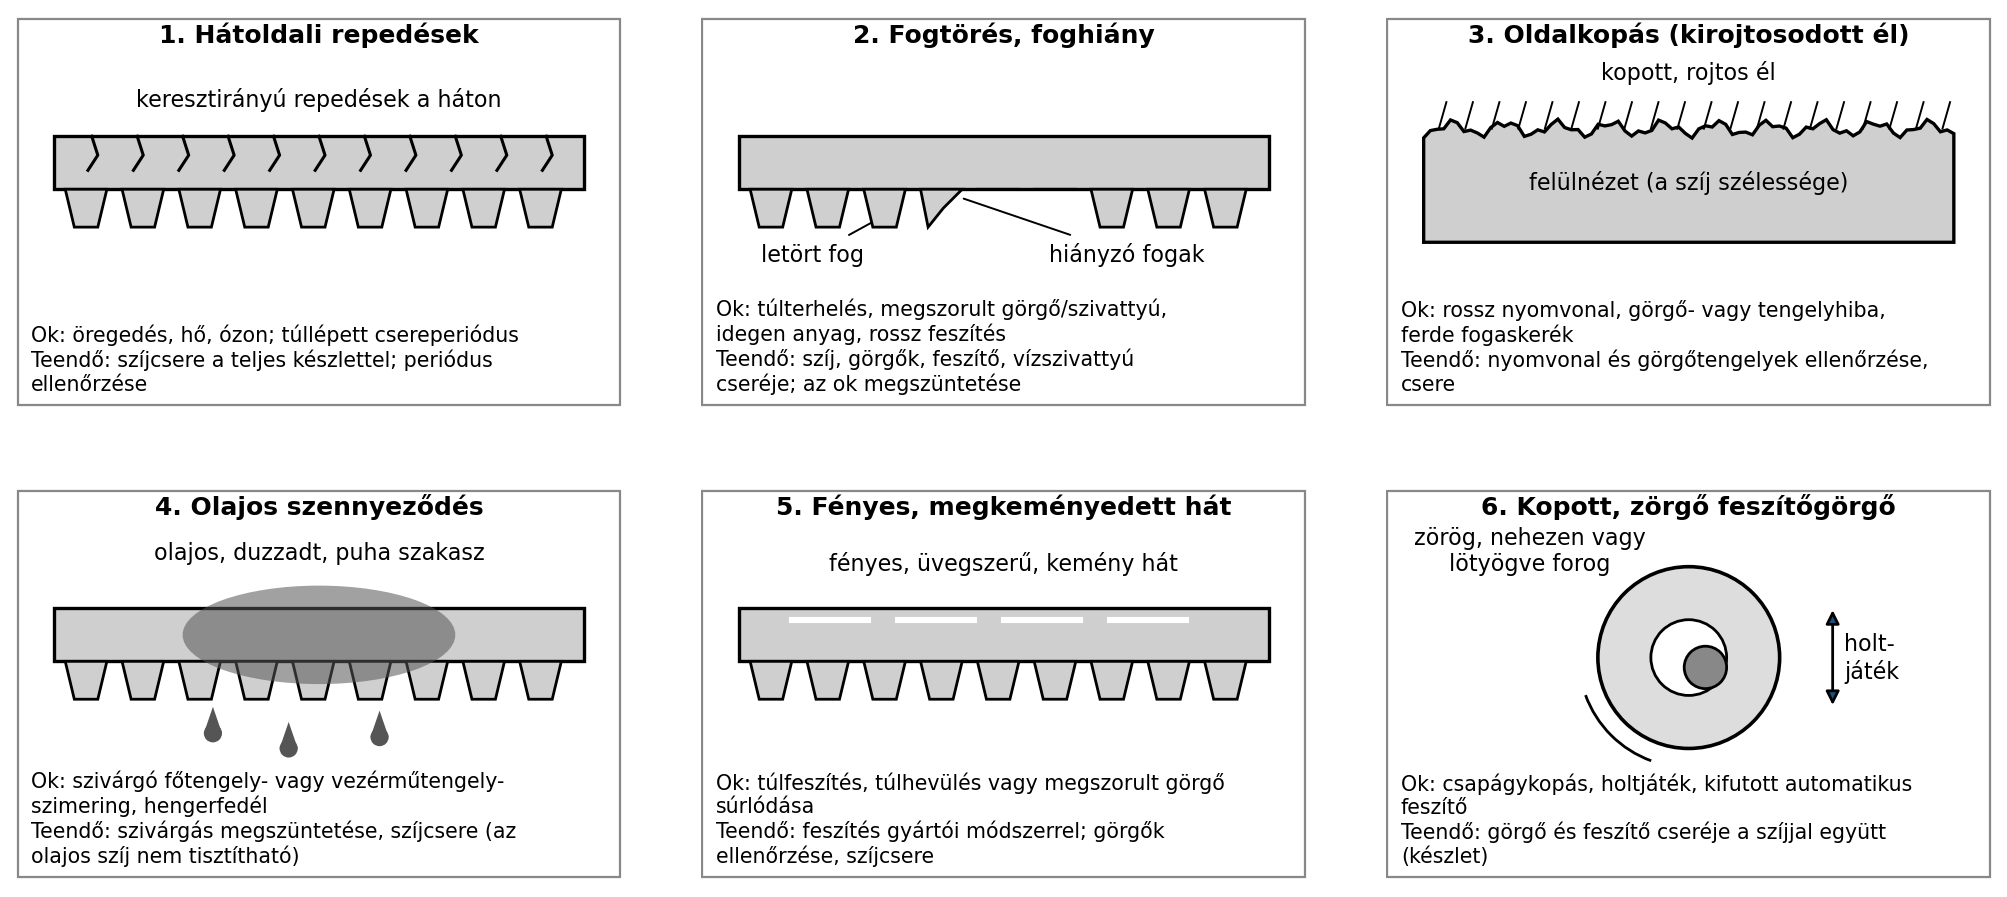 1. Hátoldali repedések
keresztirányú repedések a háton
Ok: öregedés, hő, ózon; túllépett csereperiódus
Teendő: szíjcsere a teljes készlettel; periódus
ellenőrzése
2. Fogtörés, foghiány
letört fog
hiányzó fogak
Ok: túlterhelés, megszorult görgő/szivattyú,
idegen anyag, rossz feszítés
Teendő: szíj, görgők, feszítő, vízszivattyú
cseréje; az ok megszüntetése
3. Oldalkopás (kirojtosodott él)
kopott, rojtos él
felülnézet (a szíj szélessége)
Ok: rossz nyomvonal, görgő- vagy tengelyhiba,
ferde fogaskerék
Teendő: nyomvonal és görgőtengelyek ellenőrzése,
csere
4. Olajos szennyeződés
olajos, duzzadt, puha szakasz
Ok: szivárgó főtengely- vagy vezérműtengely-
szimering, hengerfedél
Teendő: szivárgás megszüntetése, szíjcsere (az
olajos szíj nem tisztítható)
5. Fényes, megkeményedett hát
fényes, üvegszerű, kemény hát
Ok: túlfeszítés, túlhevülés vagy megszorult görgő
súrlódása
Teendő: feszítés gyártói módszerrel; görgők
ellenőrzése, szíjcsere
6. Kopott, zörgő feszítőgörgő
zörög, nehezen vagy
lötyögve forog
holt-
játék
Ok: csapágykopás, holtjáték, kifutott automatikus
feszítő
Teendő: görgő és feszítő cseréje a szíjjal együtt
(készlet)